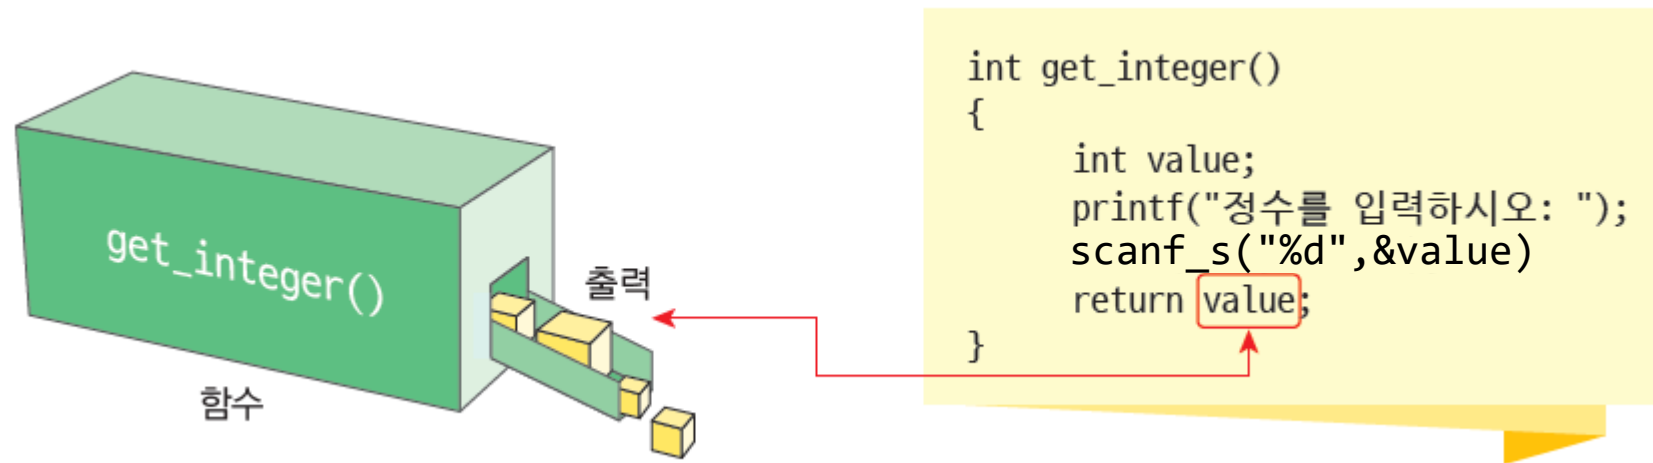 get_integer()
출력
함수
int get_integer()
{
int value;
printf("정수를 입력하시오: ");
scanf_s("%d",&value)
return value;
}